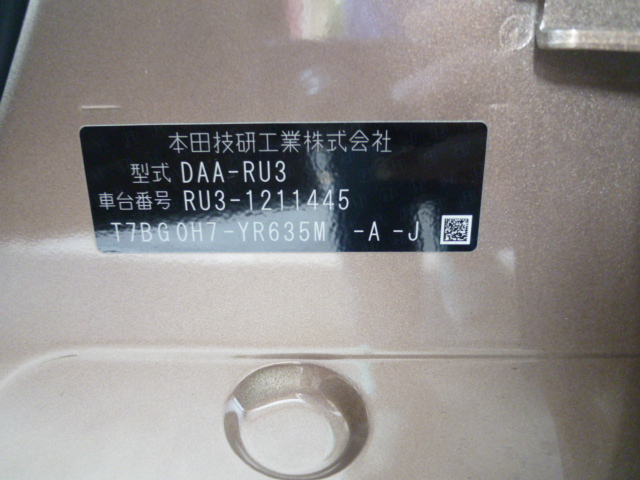 本田技研工業株式会社
型式 DAA-RU3
車台番号 RU3-1211445
T7BG0H7-YR635M -A-J